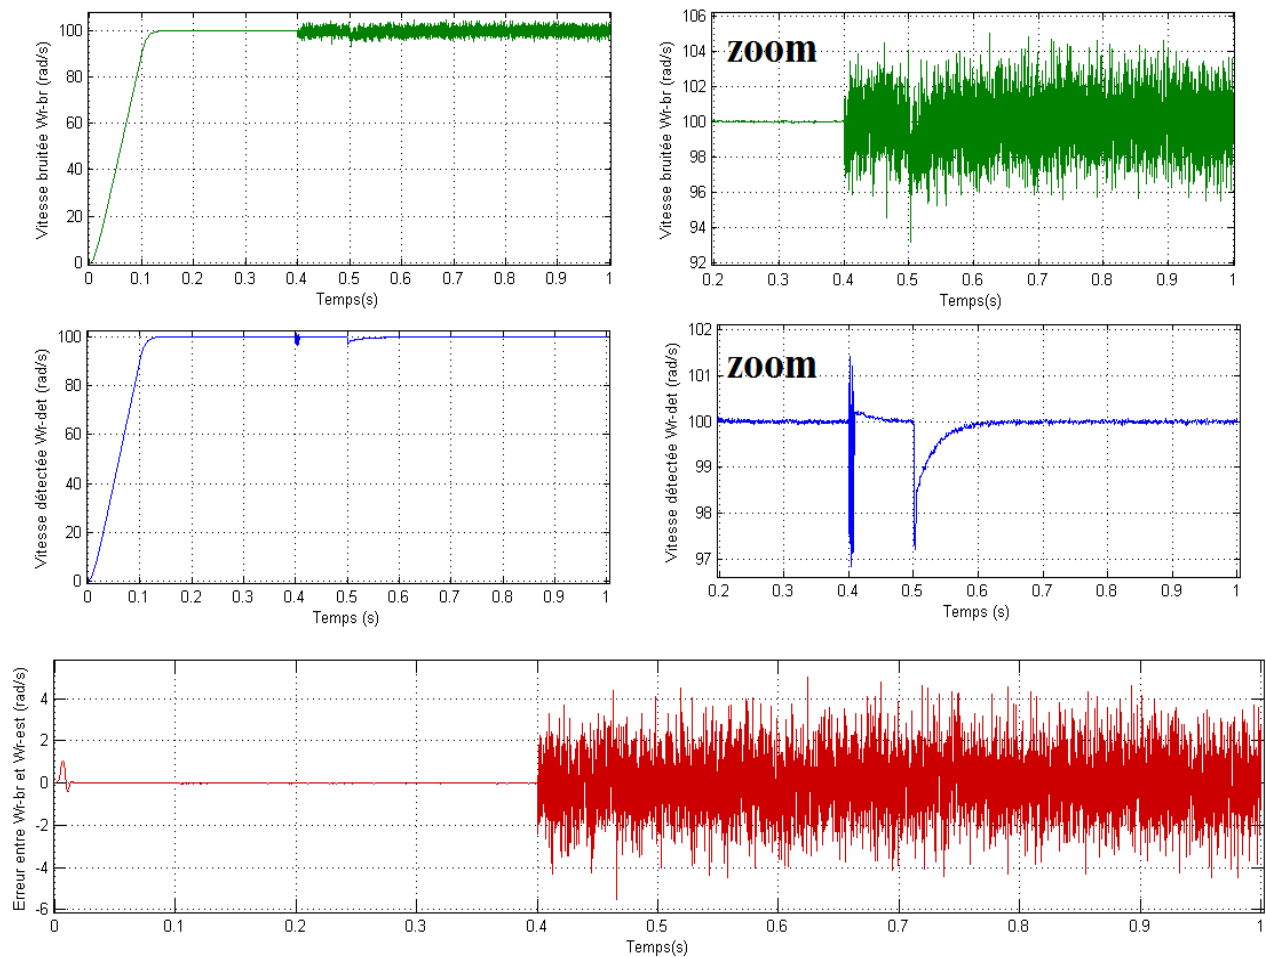 Vitesse bruitée Wr-br (rad/s)
100
80
60
40
20
0
0 0.1 0.2 0.3 0.4 0.5 0.6 0.7 0.8 0.9 1
Temps(s)
zoom
Vitesse bruitée Wr-br (rad/s)
106
104
102
100
98
96
94
92
0.2 0.3 0.4 0.5 0.6 0.7 0.8 0.9 1
Temps(s)
Vitesse détectée Wr-det (rad/s)
100
80
60
40
20
0
0 0.1 0.2 0.3 0.4 0.5 0.6 0.7 0.8 0.9 1
Temps (s)
zoom
Vitesse détectée Wr-det (rad/s)
102
101
100
99
98
97
0.2 0.3 0.4 0.5 0.6 0.7 0.8 0.9 1
Temps (s)
Erreur entre Wr-br et Wr-est (rad/s)
4
2
0
-2
-4
-6
0 0.1 0.2 0.3 0.4 0.5 0.6 0.7 0.8 0.9 1
Temps(s)